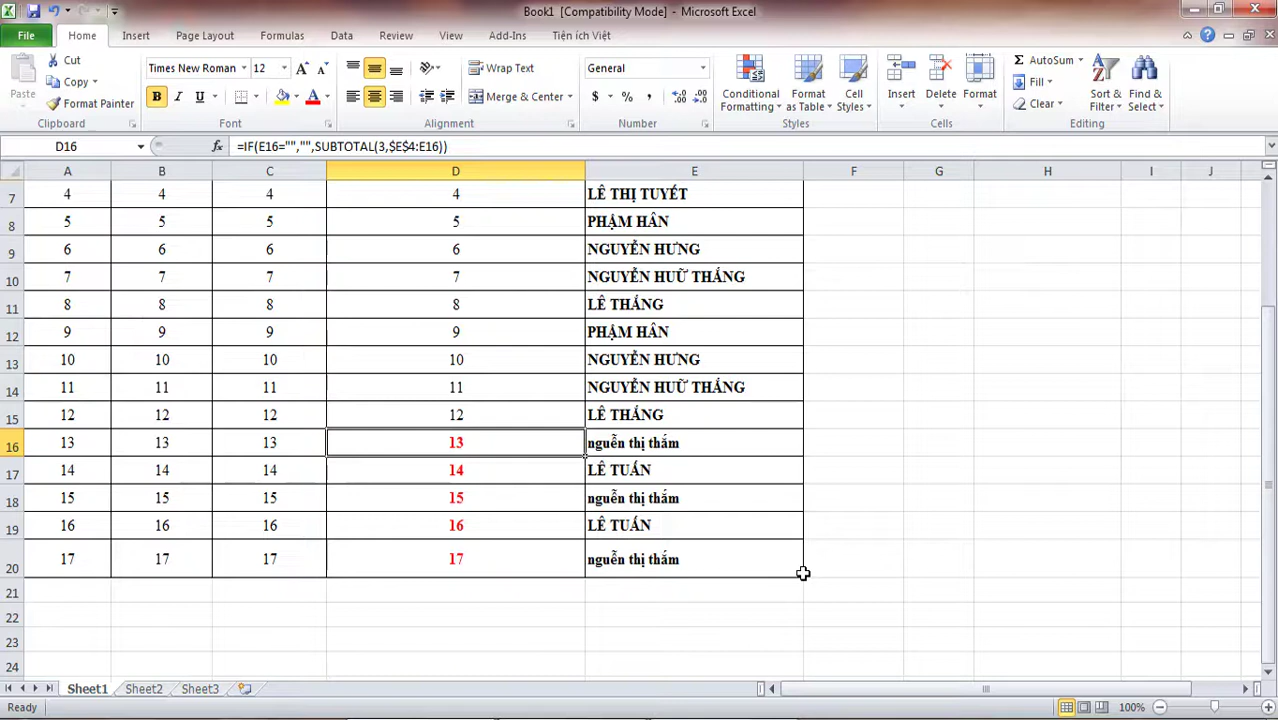 Book1 [Compatibility Mode] - Microsoft Excel
File Home Insert Page Layout Formulas Data Review View Add-Ins Tiện ích Việt
Paste Cut Copy Format Painter Clipboard
Times New Roman 12 B I U A A A Font
Wrap Text Merge & Center Alignment
General $ % , .0 .00 .00 .0 Number
Conditional Formatting Format as Table Cell Styles Styles
Insert Delete Format Cells
Σ AutoSum Fill Clear Sort & Filter Find & Select Editing
D16 fx =IF(E16="","",SUBTOTAL(3,$E$4:E16))
A B C D E F G H I J
7 4 4 4 4 LÊ THỊ TUYẾT
8 5 5 5 5 PHẬM HÂN
9 6 6 6 6 NGUYỄN HƯNG
10 7 7 7 7 NGUYỄN HUỮ THẮNG
11 8 8 8 8 LÊ THẮNG
12 9 9 9 9 PHẬM HÂN
13 10 10 10 10 NGUYỄN HƯNG
14 11 11 11 11 NGUYỄN HUỮ THẮNG
15 12 12 12 12 LÊ THẮNG
16 13 13 13 13 nguễn thị thắm
17 14 14 14 14 LÊ TUẤN
18 15 15 15 15 nguễn thị thắm
19 16 16 16 16 LÊ TUẤN
20 17 17 17 17 nguễn thị thắm
21
22
23
24
Sheet1 Sheet2 Sheet3
Ready 100%